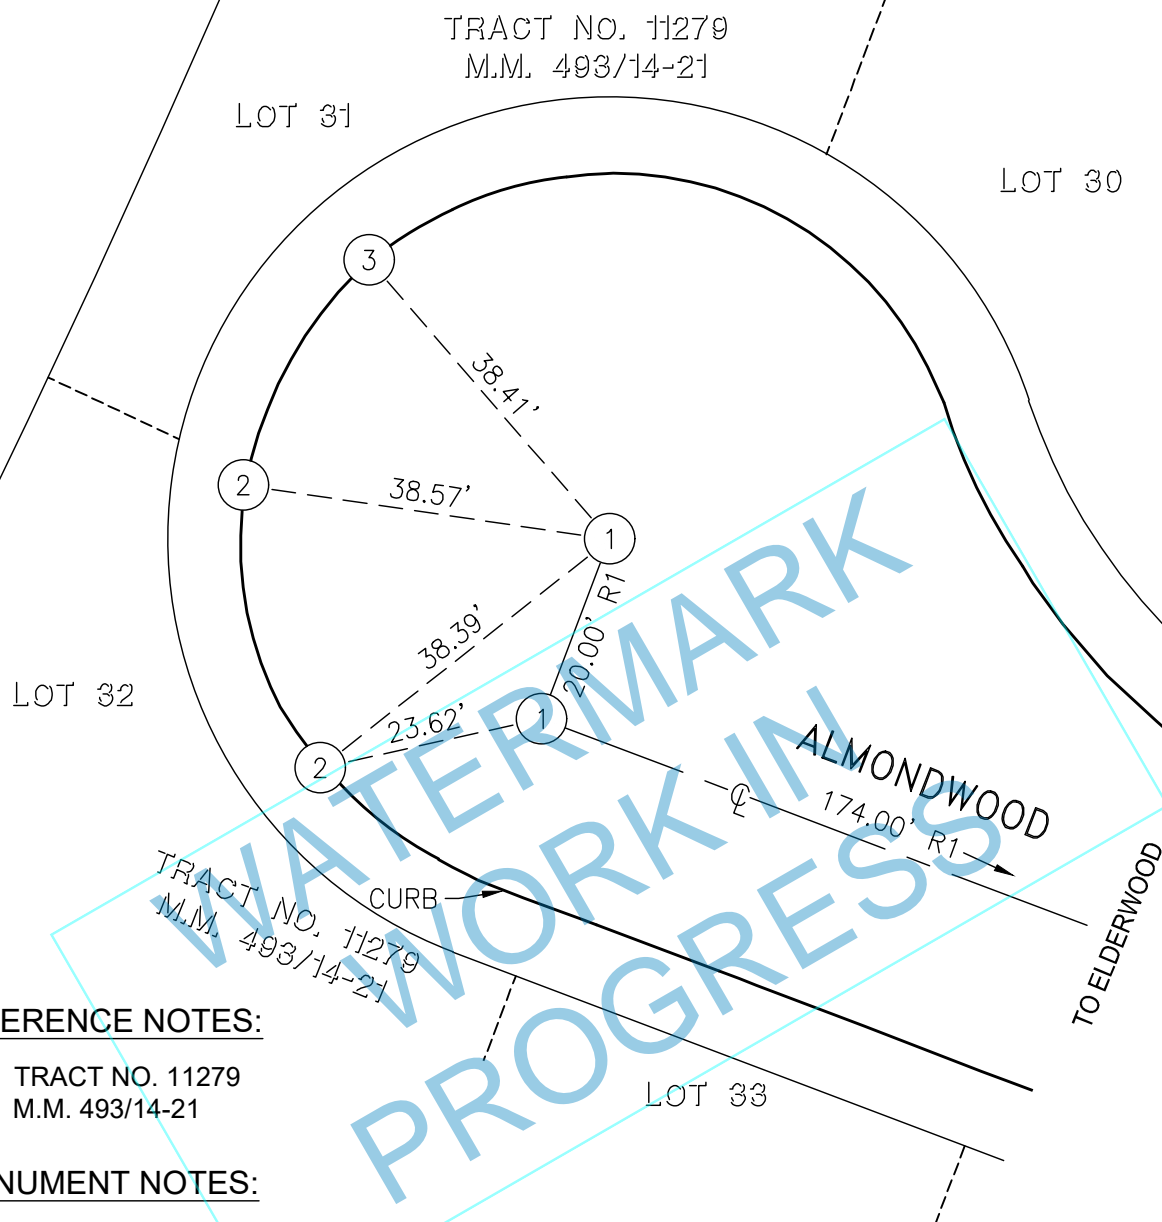 TRACT NO. 11279
M.M. 493/14-21
LOT 31
LOT 30
3
38.41'
2
38.57'
1
20.00' R1
38.39'
LOT 32
23.62'
1
2
ALMONDWOOD
℄
174.00' R1
TO ELDERWOOD
CURB
TRACT NO. 11279
M.M. 493/14-21
WATERMARK
WORK IN
PROGRESS
LOT 33
ERENCE NOTES:
TRACT NO. 11279
M.M. 493/14-21
NUMENT NOTES: